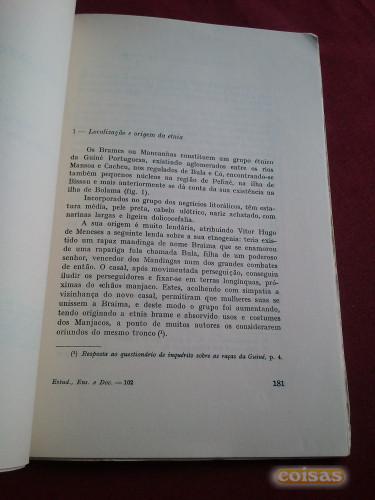 1 — Localização e origem da etnia
Os Brames ou Mancanhas constituem um grupo étnico
da Guiné Portuguesa, existindo aglomerados entre os rios
Mansoa e Cacheu, nos regulados de Bula e Có, encontrando-se
também pequenos núcleos na região de Pefiné, na ilha de
Bissau e mais anteriormente se dá conta da sua existência na
ilha de Bolama (fig. 1).
Incorporados no grupo dos negrícios litorálicos, têm esta-
tura média, pele preta, cabelo ulótrico, nariz achatado, com
narinas largas e ligeira dolicocefalia.
A sua origem é muito lendária, atribuindo Vítor Hugo
de Meneses a seguinte lenda sobre a sua etnogenia: teria exis-
tido um rapaz mandinga de nome Braima que se enamorou
de uma rapariga fula chamada Bula, filha de um poderoso
senhor, vencedor dos Mandingas num dos grandes combates
de então. O casal, após movimentada perseguição, conseguiu
iludir os perseguidores e fixar-se em terras longínquas, pró-
ximas do «chão» manjaco. Estes, acolhendo com simpatia a
vizinhança do novo casal, permitiram que mulheres suas se
unissem a Braima, e deste modo o grupo foi aumentando,
tendo originado a etnia brame e absorvido usos e costumes
dos Manjacos, a ponto de muitos autores os considerarem
oriundos do mesmo tronco (¹).
(¹) Resposta ao questionário de inquérito sobre as raças da Guiné, p. 4.
Estud., Ens. e Doc. — 102 181
coisas